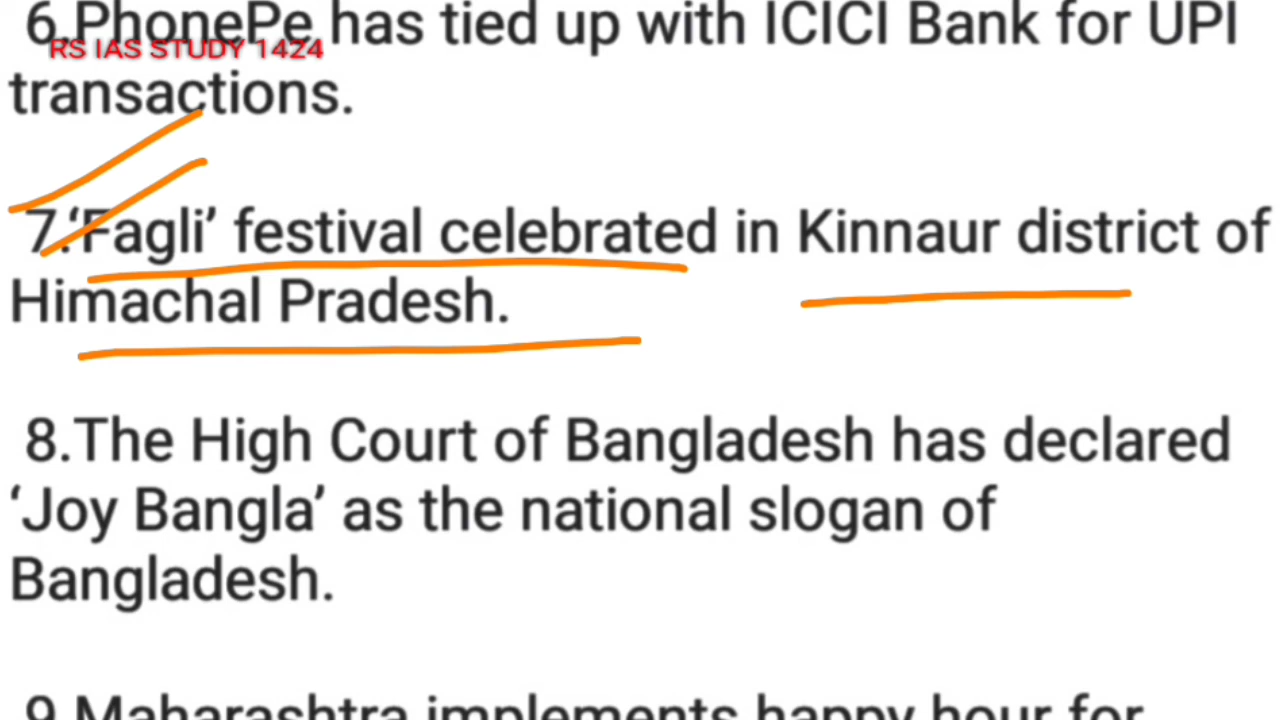 6.PhonePe has tied up with ICICI Bank for UPI
RS IAS STUDY 1424
transactions.
7.‘Fagli’ festival celebrated in Kinnaur district of
Himachal Pradesh.
8.The High Court of Bangladesh has declared
‘Joy Bangla’ as the national slogan of
Bangladesh.
9.Maharashtra implements happy hour for